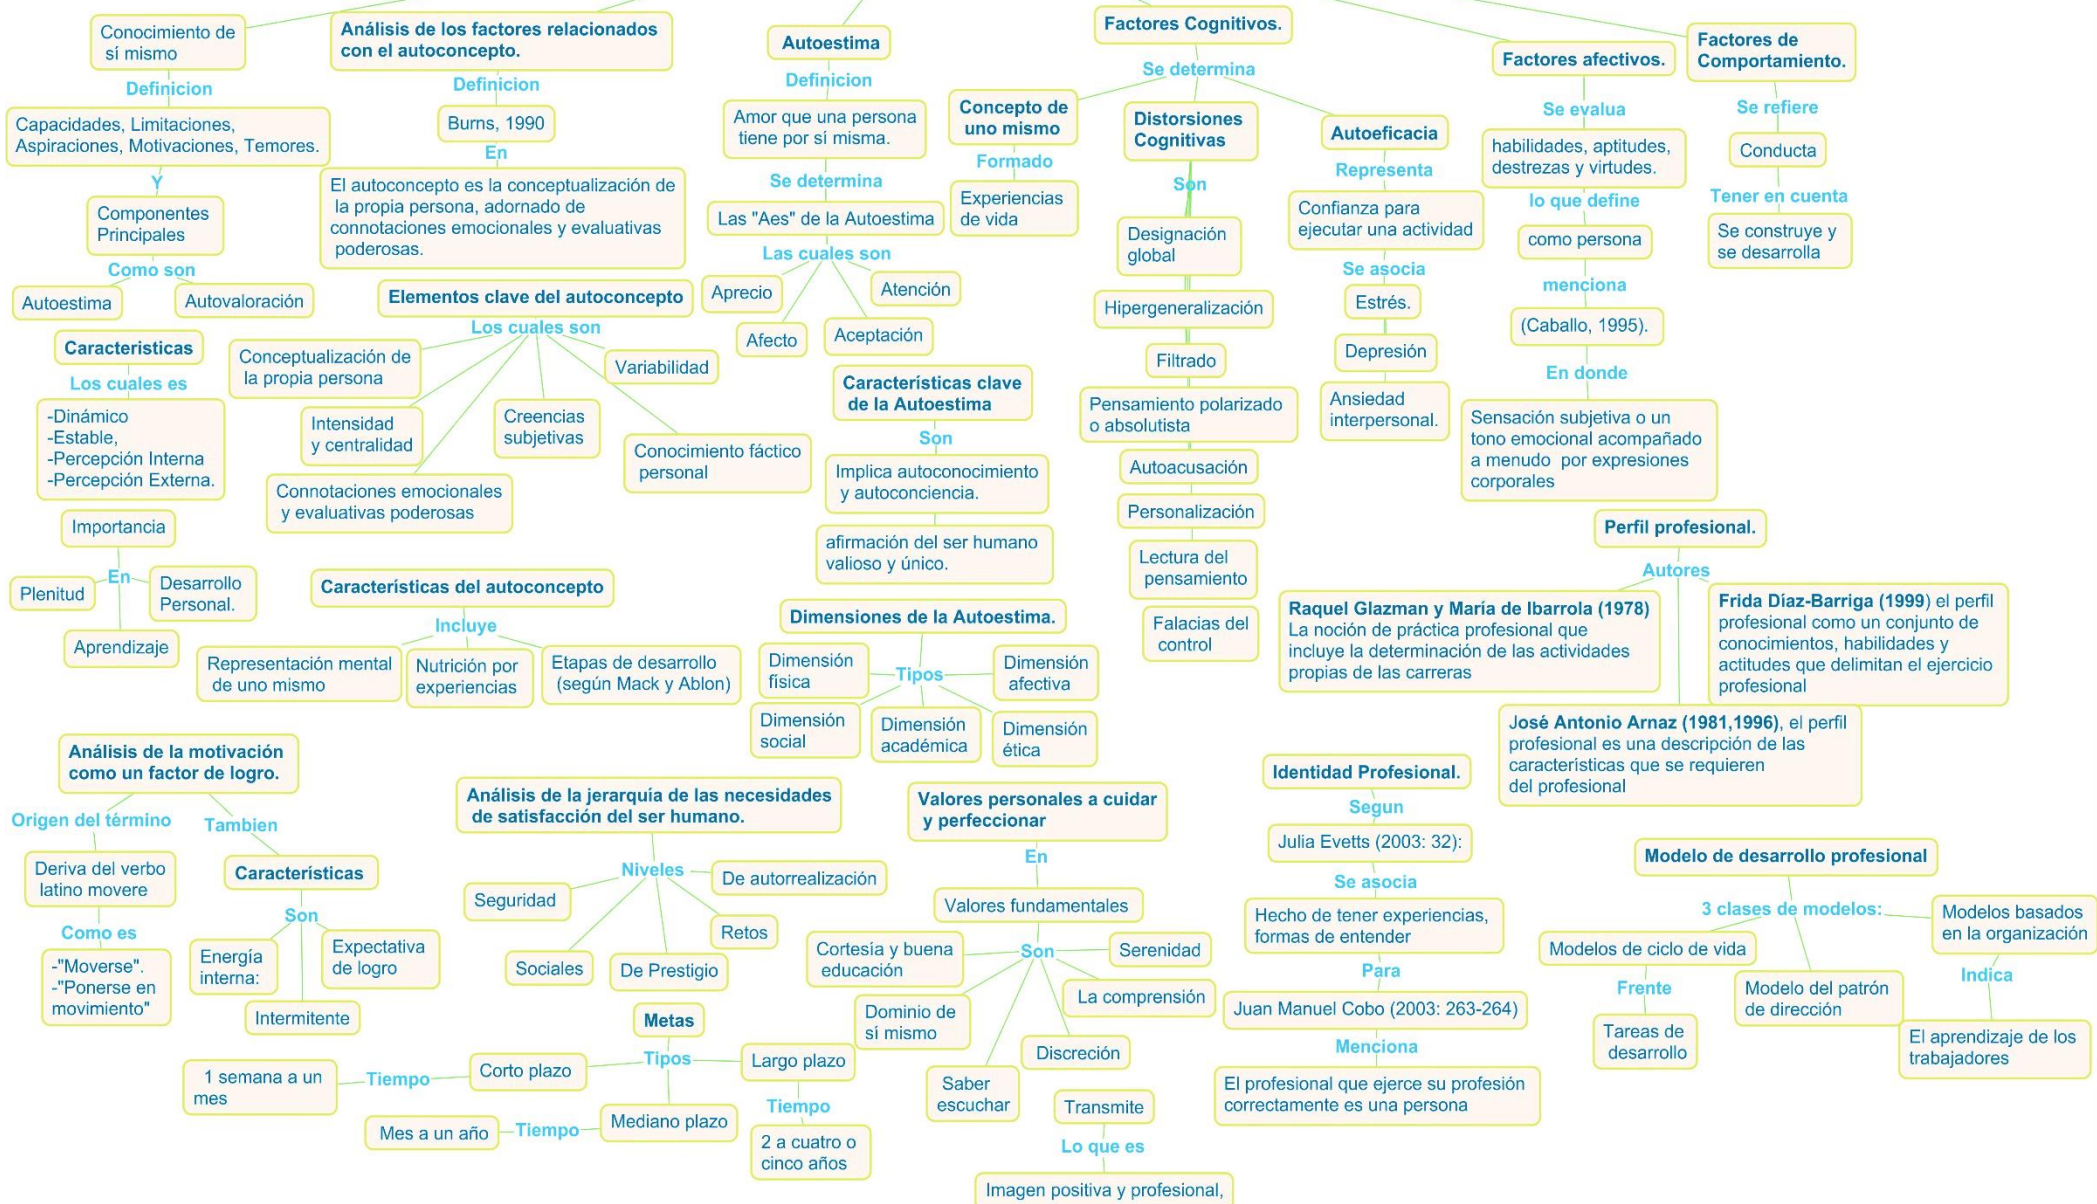 Conocimiento de
sí mismo
Definicion
Capacidades, Limitaciones,
Aspiraciones, Motivaciones, Temores.
Y
Componentes
Principales
Como son
Autoestima
Autovaloración
Caracteristicas
Los cuales es
-Dinámico
-Estable,
-Percepción Interna
-Percepción Externa.
Importancia
En
Plenitud
Desarrollo
Personal.
Aprendizaje
Análisis de los factores relacionados
con el autoconcepto.
Definicion
Burns, 1990
En
El autoconcepto es la conceptualización de
la propia persona, adornado de
connotaciones emocionales y evaluativas
poderosas.
Elementos clave del autoconcepto
Los cuales son
Conceptualización de
la propia persona
Variabilidad
Intensidad
y centralidad
Creencias
subjetivas
Conocimiento fáctico
personal
Connotaciones emocionales
y evaluativas poderosas
Características del autoconcepto
Incluye
Representación mental
de uno mismo
Nutrición por
experiencias
Etapas de desarrollo
(según Mack y Ablon)
Autoestima
Definicion
Amor que una persona
tiene por sí misma.
Se determina
Las "Aes" de la Autoestima
Las cuales son
Aprecio
Atención
Afecto
Aceptación
Características clave
de la Autoestima
Son
Implica autoconocimiento
y autoconciencia.
afirmación del ser humano
valioso y único.
Dimensiones de la Autoestima.
Tipos
Dimensión
física
Dimensión
afectiva
Dimensión
social
Dimensión
académica
Dimensión
ética
Factores Cognitivos.
Se determina
Concepto de
uno mismo
Formado
Experiencias
de vida
Distorsiones
Cognitivas
Son
Designación
global
Hipergeneralización
Filtrado
Pensamiento polarizado
o absolutista
Autoacusación
Personalización
Lectura del
pensamiento
Falacias del
control
Autoeficacia
Representa
Confianza para
ejecutar una actividad
Se asocia
Estrés.
Depresión
Ansiedad
interpersonal.
Factores afectivos.
Se evalua
habilidades, aptitudes,
destrezas y virtudes.
lo que define
como persona
menciona
(Caballo, 1995).
En donde
Sensación subjetiva o un
tono emocional acompañado
a menudo por expresiones
corporales
Factores de
Comportamiento.
Se refiere
Conducta
Tener en cuenta
Se construye y
se desarrolla
Perfil profesional.
Autores
Raquel Glazman y María de Ibarrola (1978)
La noción de práctica profesional que
incluye la determinación de las actividades
propias de las carreras
Frida Díaz-Barriga (1999) el perfil
profesional como un conjunto de
conocimientos, habilidades y
actitudes que delimitan el ejercicio
profesional
José Antonio Arnaz (1981,1996), el perfil
profesional es una descripción de las
características que se requieren
del profesional
Análisis de la motivación
como un factor de logro.
Origen del término
Tambien
Deriva del verbo
latino movere
Como es
-"Moverse".
-"Ponerse en
movimiento"
Características
Son
Energía
interna:
Expectativa
de logro
Intermitente
Análisis de la jerarquía de las necesidades
de satisfacción del ser humano.
Niveles
Seguridad
De autorrealización
Sociales
De Prestigio
Retos
Metas
Tipos
Corto plazo
Tiempo
1 semana a un
mes
Mediano plazo
Tiempo
Mes a un año
Largo plazo
Tiempo
2 a cuatro o
cinco años
Valores personales a cuidar
y perfeccionar
En
Valores fundamentales
Son
Cortesía y buena
educación
Serenidad
Dominio de
sí mismo
La comprensión
Saber
escuchar
Discreción
Transmite
Lo que es
Imagen positiva y profesional,
Identidad Profesional.
Segun
Julia Evetts (2003: 32):
Se asocia
Hecho de tener experiencias,
formas de entender
Para
Juan Manuel Cobo (2003: 263-264)
Menciona
El profesional que ejerce su profesión
correctamente es una persona
Modelo de desarrollo profesional
3 clases de modelos:
Modelos de ciclo de vida
Frente
Tareas de
desarrollo
Modelo del patrón
de dirección
Modelos basados
en la organización
Indica
El aprendizaje de los
trabajadores